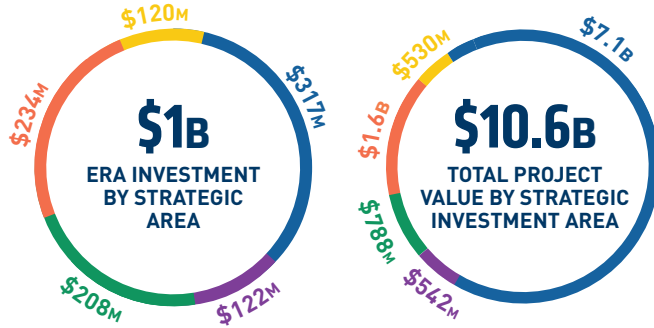 $120M
$317M
$234M
$1B
ERA INVESTMENT
BY STRATEGIC
AREA
$208M
$122M
$7.1B
$530M
$1.6B
$10.6B
TOTAL PROJECT
VALUE BY STRATEGIC
INVESTMENT AREA
$788M
$542M